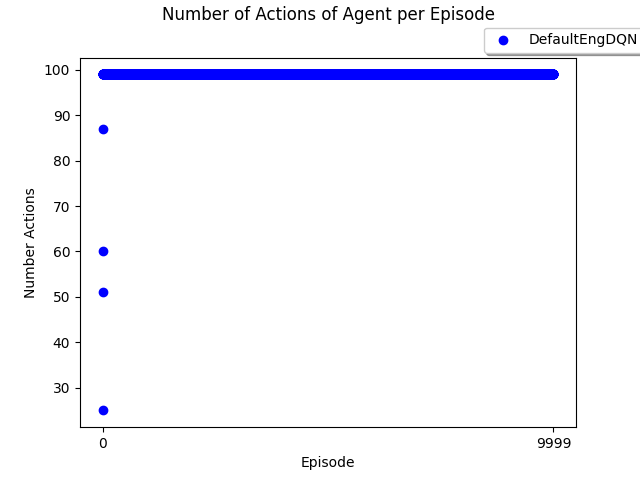 Number of Actions of Agent per Episode
DefaultEngDQN
100
90
80
70
60
50
40
30
Number Actions
0
9999
Episode